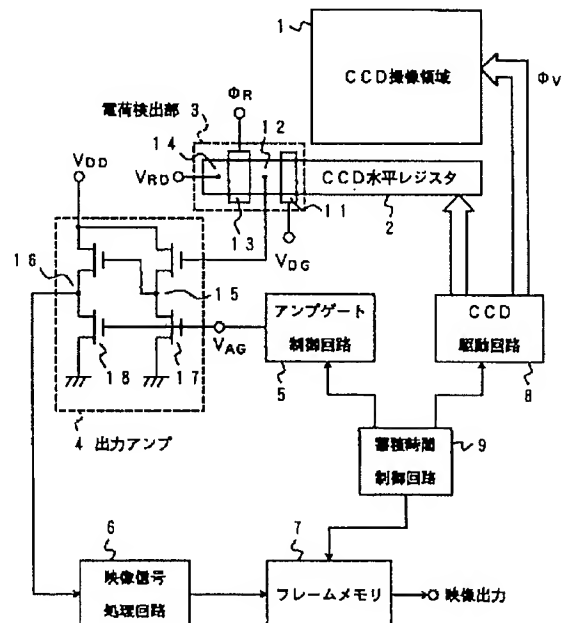 1
CCD撮像領域
ΦV
ΦR
電荷検出部 3
12
14
VDD
VRD
CCD水平レジスタ
2
11
13
VDG
16
15
アンプゲート
制御回路
5
VAG
18
17
CCD
駆動回路
8
4 出力アンプ
蓄積時間
制御回路
9
6
映像信号
処理回路
7
フレームメモリ
映像出力